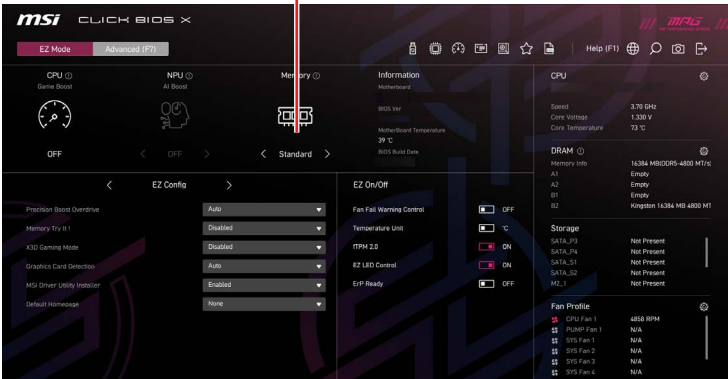 msi CLICK BIOS X
MAG
EZ Mode
Advanced (F7)
Help (F1)
CPU
Game Boost
OFF
NPU
AI Boost
< OFF >
Memory
< Standard >
Information
Motherboard
BIOS Ver
MotherBoard Temperature
39 °C
BIOS Build Date
< EZ Config >
Precision Boost Overdrive Auto
Memory Try It ! Disabled
X3D Gaming Mode Disabled
Graphics Card Detection Auto
MSI Driver Utility Installer Enabled
Default Homepage None
EZ On/Off
Fan Fail Warning Control OFF
Temperature Unit °C
fTPM 2.0 ON
EZ LED Control ON
ErP Ready OFF
CPU
Speed 3.70 GHz
Core Voltage 1.330 V
Core Temperature 73 °C
DRAM
Memory Info 16384 MB(DDR5-4800 MT/s)
A1 Empty
A2 Empty
B1 Empty
B2 Kingston 16384 MB 4800 MT
Storage
SATA_P3 Not Present
SATA_P4 Not Present
SATA_S1 Not Present
SATA_S2 Not Present
M2_1 Not Present
Fan Profile
CPU Fan 1 4858 RPM
PUMP Fan 1 N/A
SYS Fan 1 N/A
SYS Fan 2 N/A
SYS Fan 3 N/A
SYS Fan 4 N/A